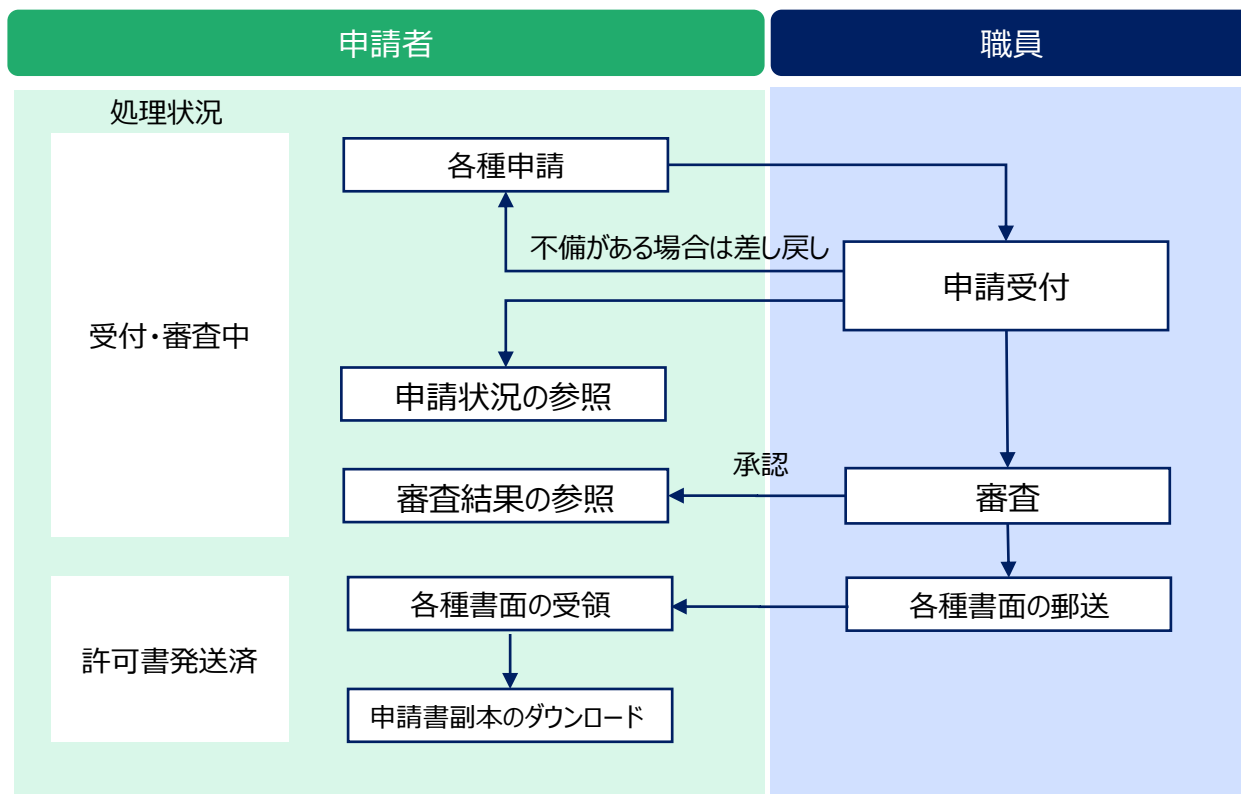 申請者
職員
処理状況
各種申請
不備がある場合は差し戻し
申請受付
受付・審査中
申請状況の参照
承認
審査結果の参照
審査
各種書面の受領
各種書面の郵送
許可書発送済
申請書副本のダウンロード